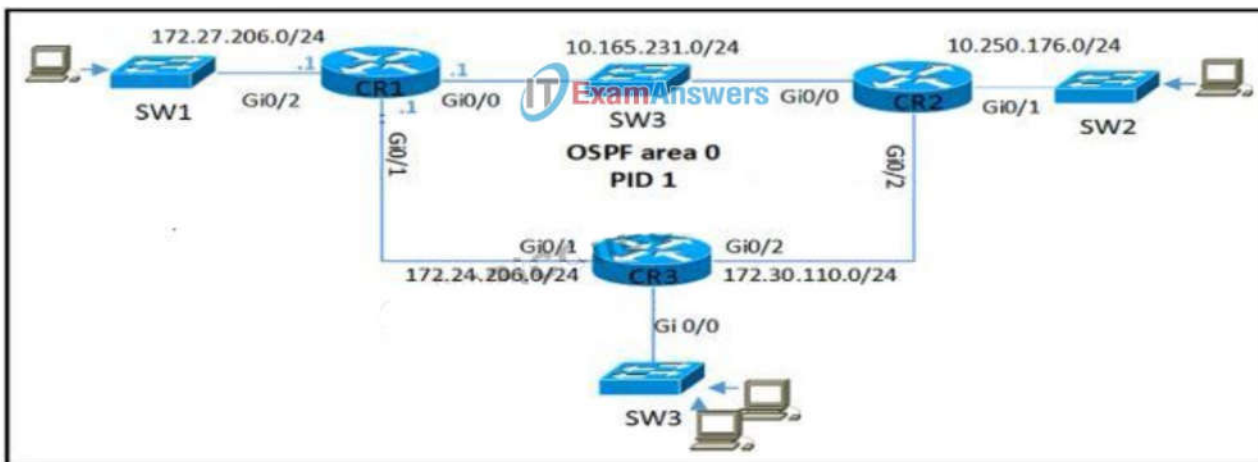 172.27.206.0/24
10.165.231.0/24
10.250.176.0/24
.1
.1
CR1
CR2
Gi0/2
.1
Gi0/0
IT ExamAnswers
Gi0/0
Gi0/1
SW1
SW3
SW2
OSPF area 0
PID 1
Gi0/1
Gi0/2
Gi0/1
Gi0/2
172.24.206.0/24
CR3
172.30.110.0/24
Gi 0/0
SW3